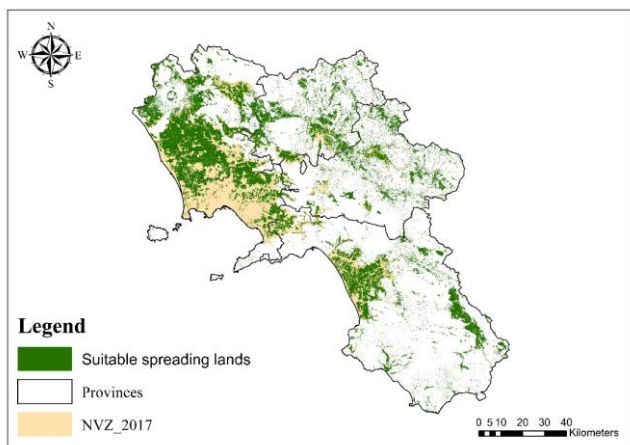 N
W E
S
Legend
Suitable spreading lands
Provinces
NVZ_2017
0 5 10 20 30 40
Kilometers